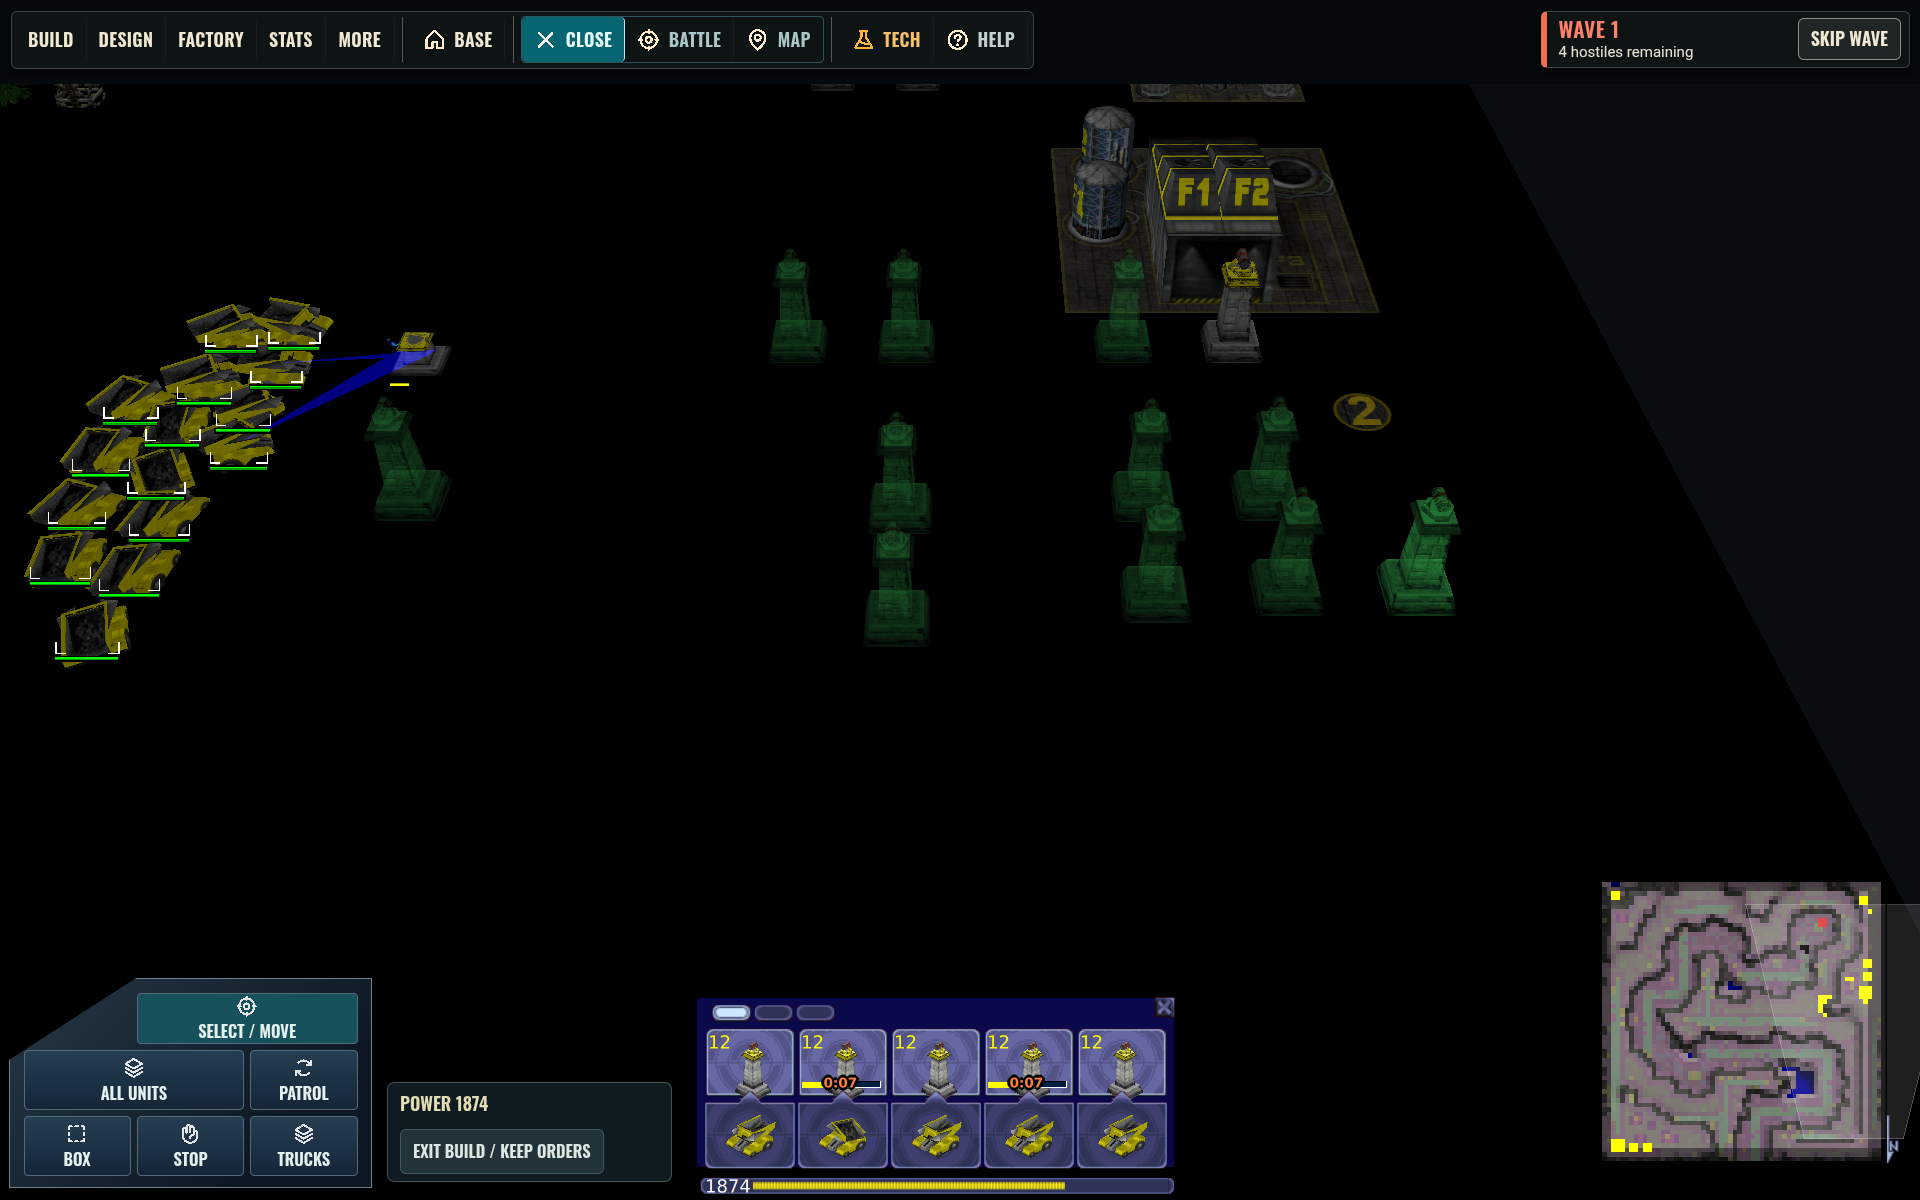 BUILD DESIGN FACTORY STATS MORE BASE CLOSE BATTLE MAP TECH HELP
WAVE 1
4 hostiles remaining
SKIP WAVE
F1 F2
F3
2
SELECT / MOVE
ALL UNITS PATROL
BOX STOP TRUCKS
POWER 1874
EXIT BUILD / KEEP ORDERS
12 12 12 12 12
0:07 0:07
1874
N